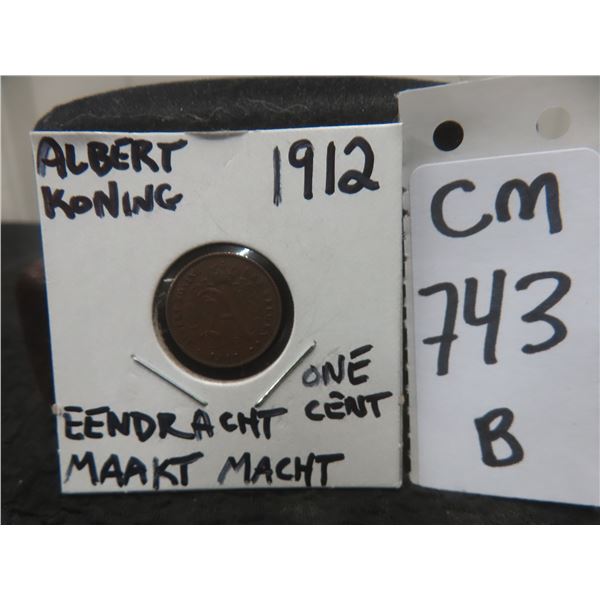 ALBERT
KONING
1912
ONE
CENT
EENDRACHT
MAAKT MACHT
CM
743
B